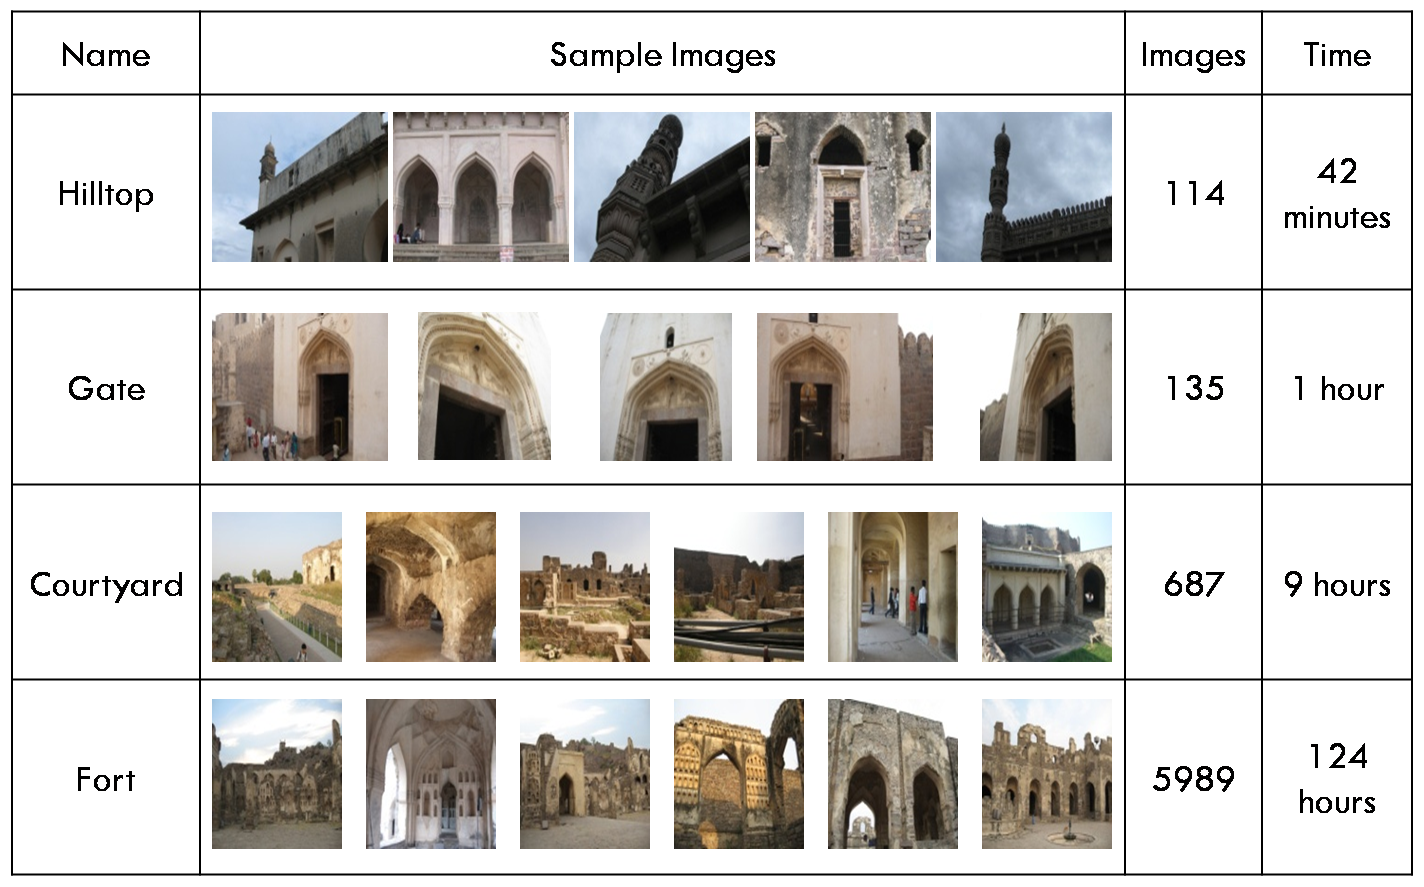 Name Sample Images Images Time
Hilltop 114 42
minutes
Gate 135 1 hour
Courtyard 687 9 hours
Fort 5989 124
hours